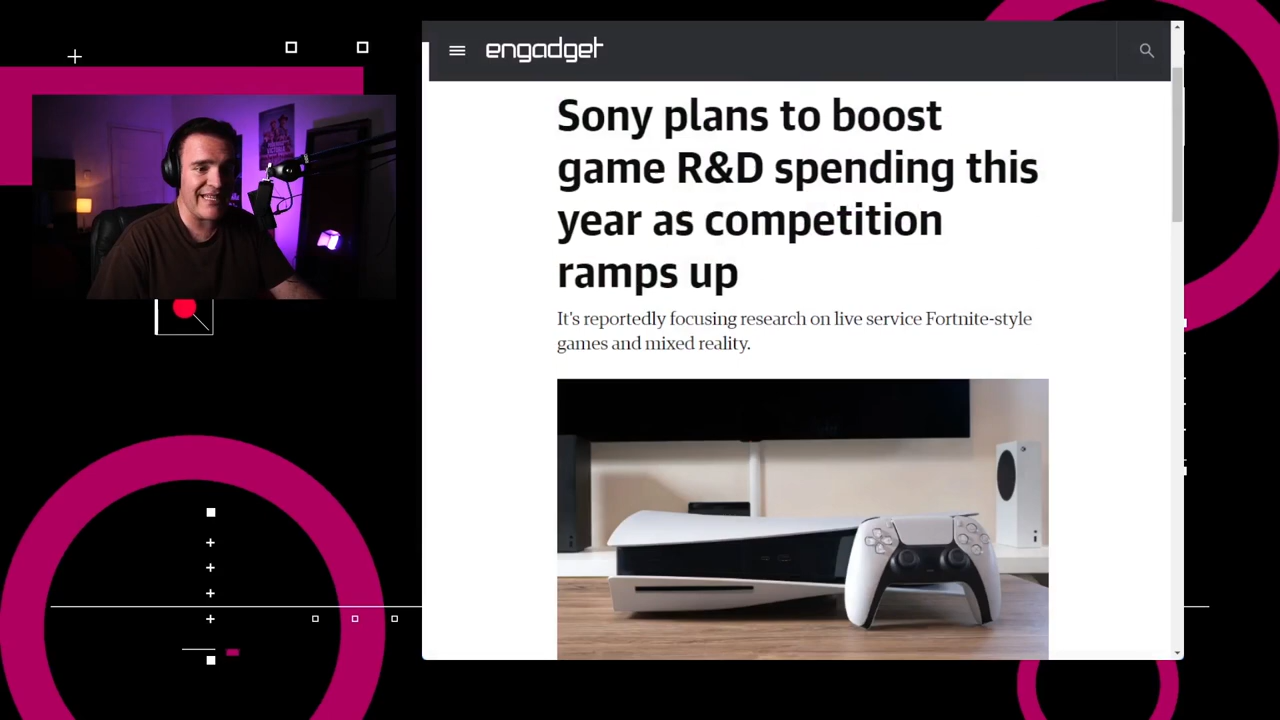 engadget
Sony plans to boost
game R&D spending this
year as competition
ramps up
It's reportedly focusing research on live service Fortnite-style
games and mixed reality.